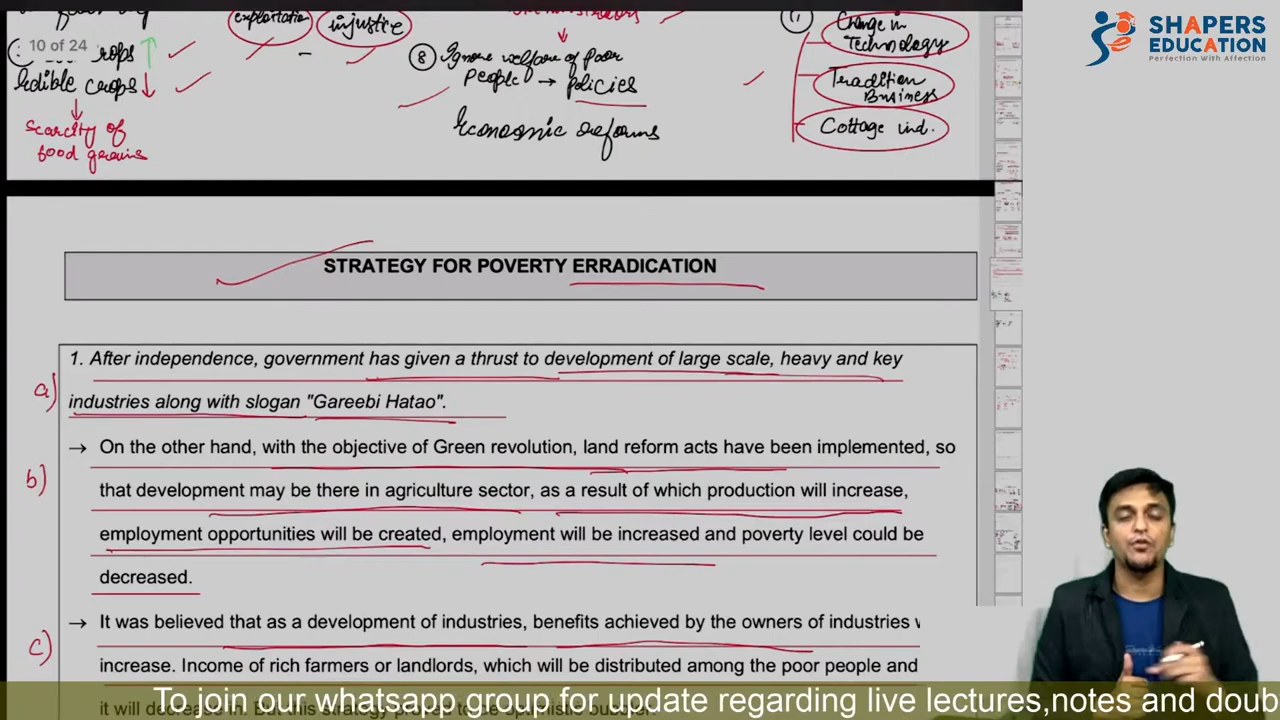 SHAPERS
EDUCATION
Perfection With Affection
10 of 24
exploitation
injustice
crops
Edible crops
scarcity of
food grains
8 Ignore welfare of poor
people → policies
Economic reforms
11
Change in
Technology
Tradition
Business
Cottage ind.
STRATEGY FOR POVERTY ERRADICATION
a)
1. After independence, government has given a thrust to development of large scale, heavy and key
industries along with slogan "Gareebi Hatao".
b)
→ On the other hand, with the objective of Green revolution, land reform acts have been implemented, so
that development may be there in agriculture sector, as a result of which production will increase,
employment opportunities will be created, employment will be increased and poverty level could be
decreased.
c)
→ It was believed that as a development of industries, benefits achieved by the owners of industries
increase. Income of rich farmers or landlords, which will be distributed among the poor people and
To join our whatsapp group for update regarding live lectures,notes and doub